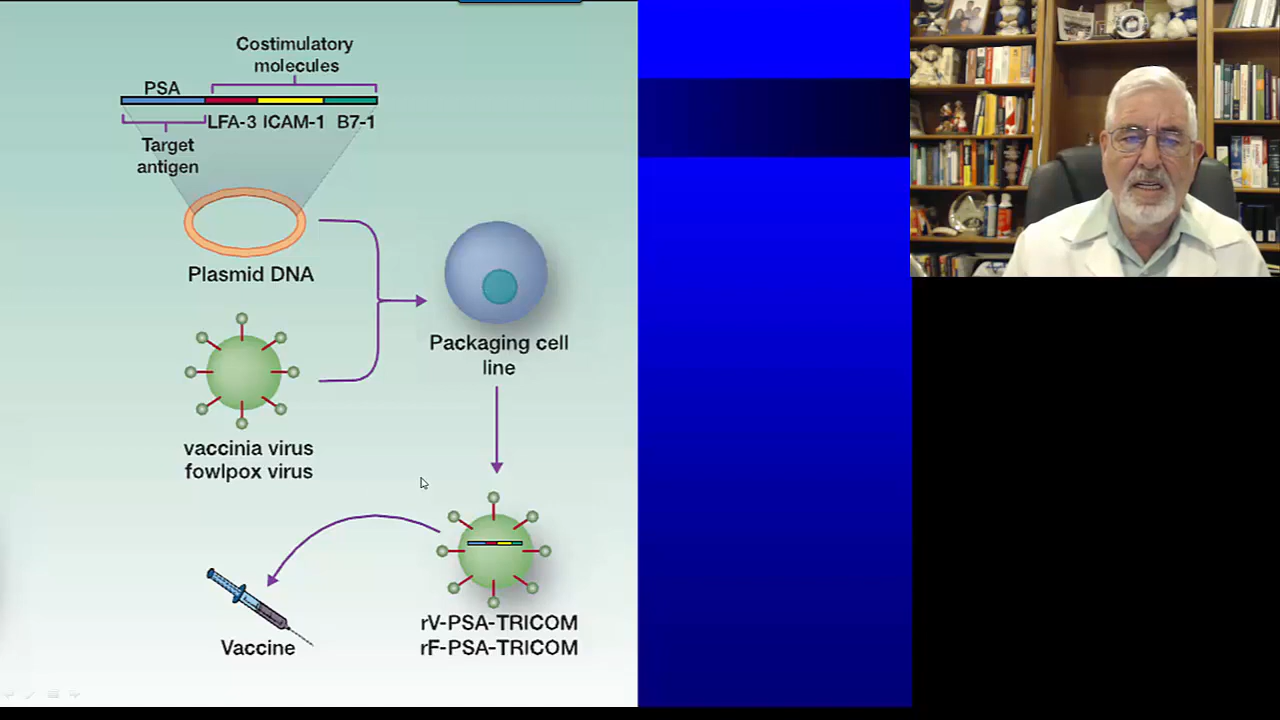 Costimulatory
molecules
PSA
LFA-3 ICAM-1 B7-1
Target
antigen
Plasmid DNA
Packaging cell
line
vaccinia virus
fowlpox virus
Vaccine
rV-PSA-TRICOM
rF-PSA-TRICOM